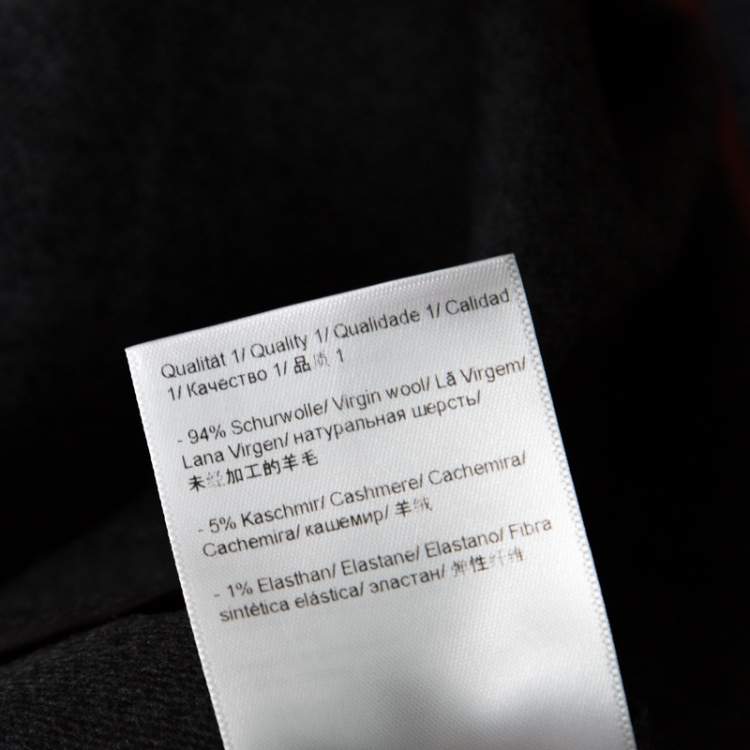 Qualität 1/ Quality 1/ Qualidade 1/ Calidad
1/ Качество 1/ 品质 1
- 94% Schurwolle/ Virgin wool/ Lã Virgem/
Lana Virgen/ натуральная шерсть/
未经加工的羊毛
- 5% Kaschmir/ Cashmere/ Cachemira/
Cachemira/ кашемир/ 羊绒
- 1% Elasthan/ Elastane/ Elastano/ Fibra
sintètica elástica/ эластан/ 弹性纤维